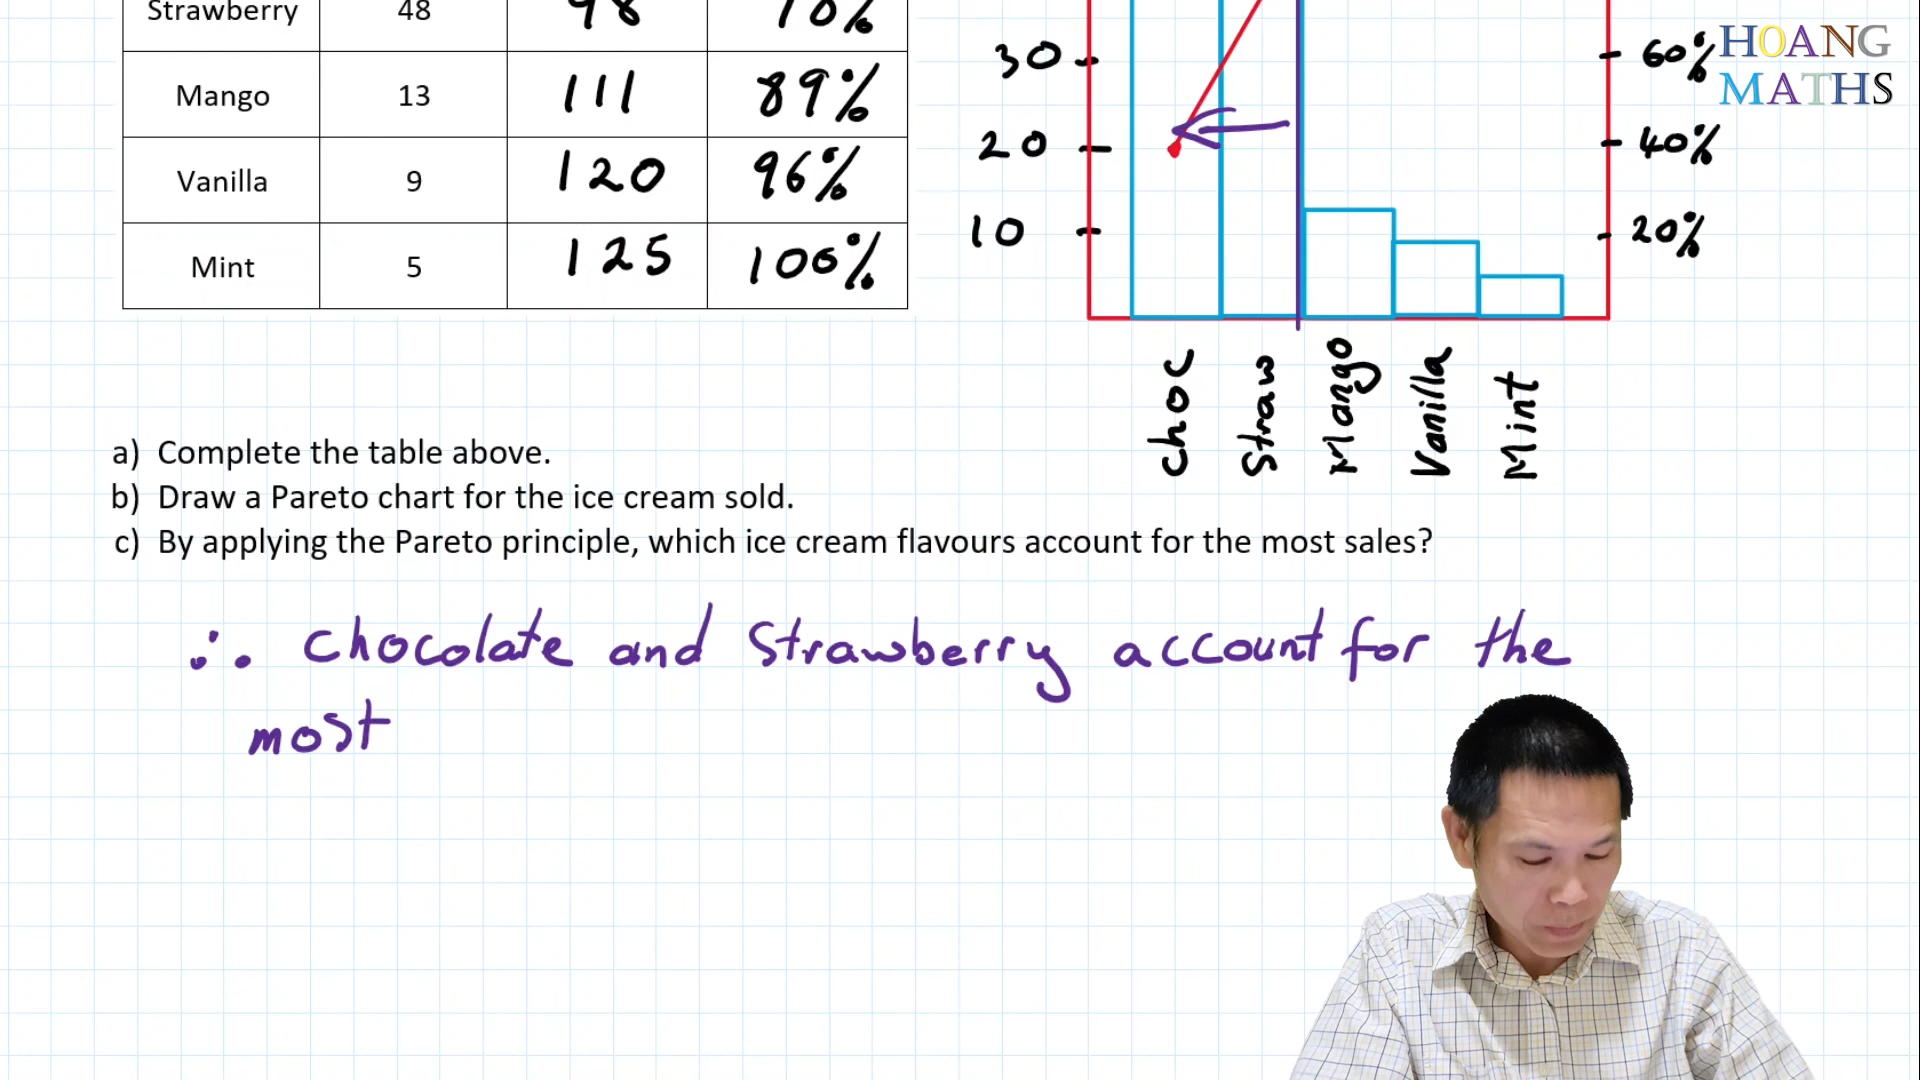 Strawberry 48 98 78%
30 60% HOANG
Mango 13 111 89% MATHS
20 40%
Vanilla 9 120 96%
10 20%
Mint 5 125 100%
Choc Straw Mango Vanilla Mint
a) Complete the table above.
b) Draw a Pareto chart for the ice cream sold.
c) By applying the Pareto principle, which ice cream flavours account for the most sales?
∴ Chocolate and Strawberry account for the
most